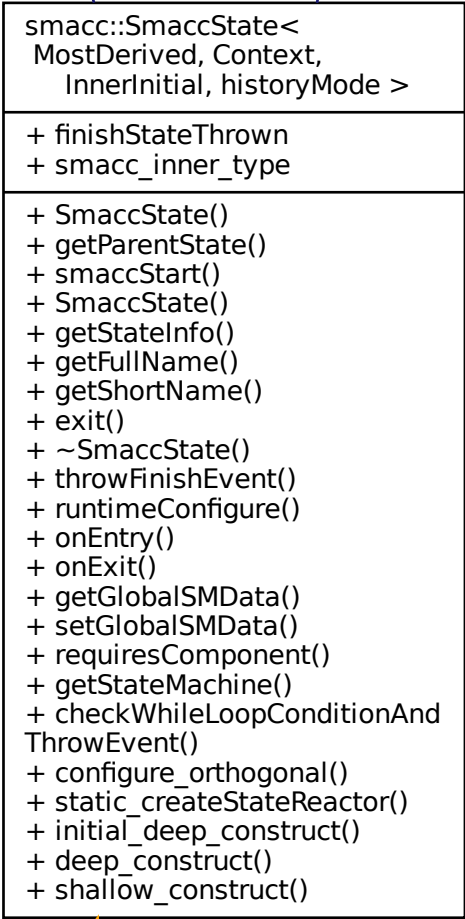 smacc::SmaccState<
MostDerived, Context,
InnerInitial, historyMode >
+ finishStateThrown
+ smacc_inner_type
+ SmaccState()
+ getParentState()
+ smaccStart()
+ SmaccState()
+ getStateInfo()
+ getFullName()
+ getShortName()
+ exit()
+ ~SmaccState()
+ throwFinishEvent()
+ runtimeConfigure()
+ onEntry()
+ onExit()
+ getGlobalSMData()
+ setGlobalSMData()
+ requiresComponent()
+ getStateMachine()
+ checkWhileLoopConditionAnd
ThrowEvent()
+ configure_orthogonal()
+ static_createStateReactor()
+ initial_deep_construct()
+ deep_construct()
+ shallow_construct()